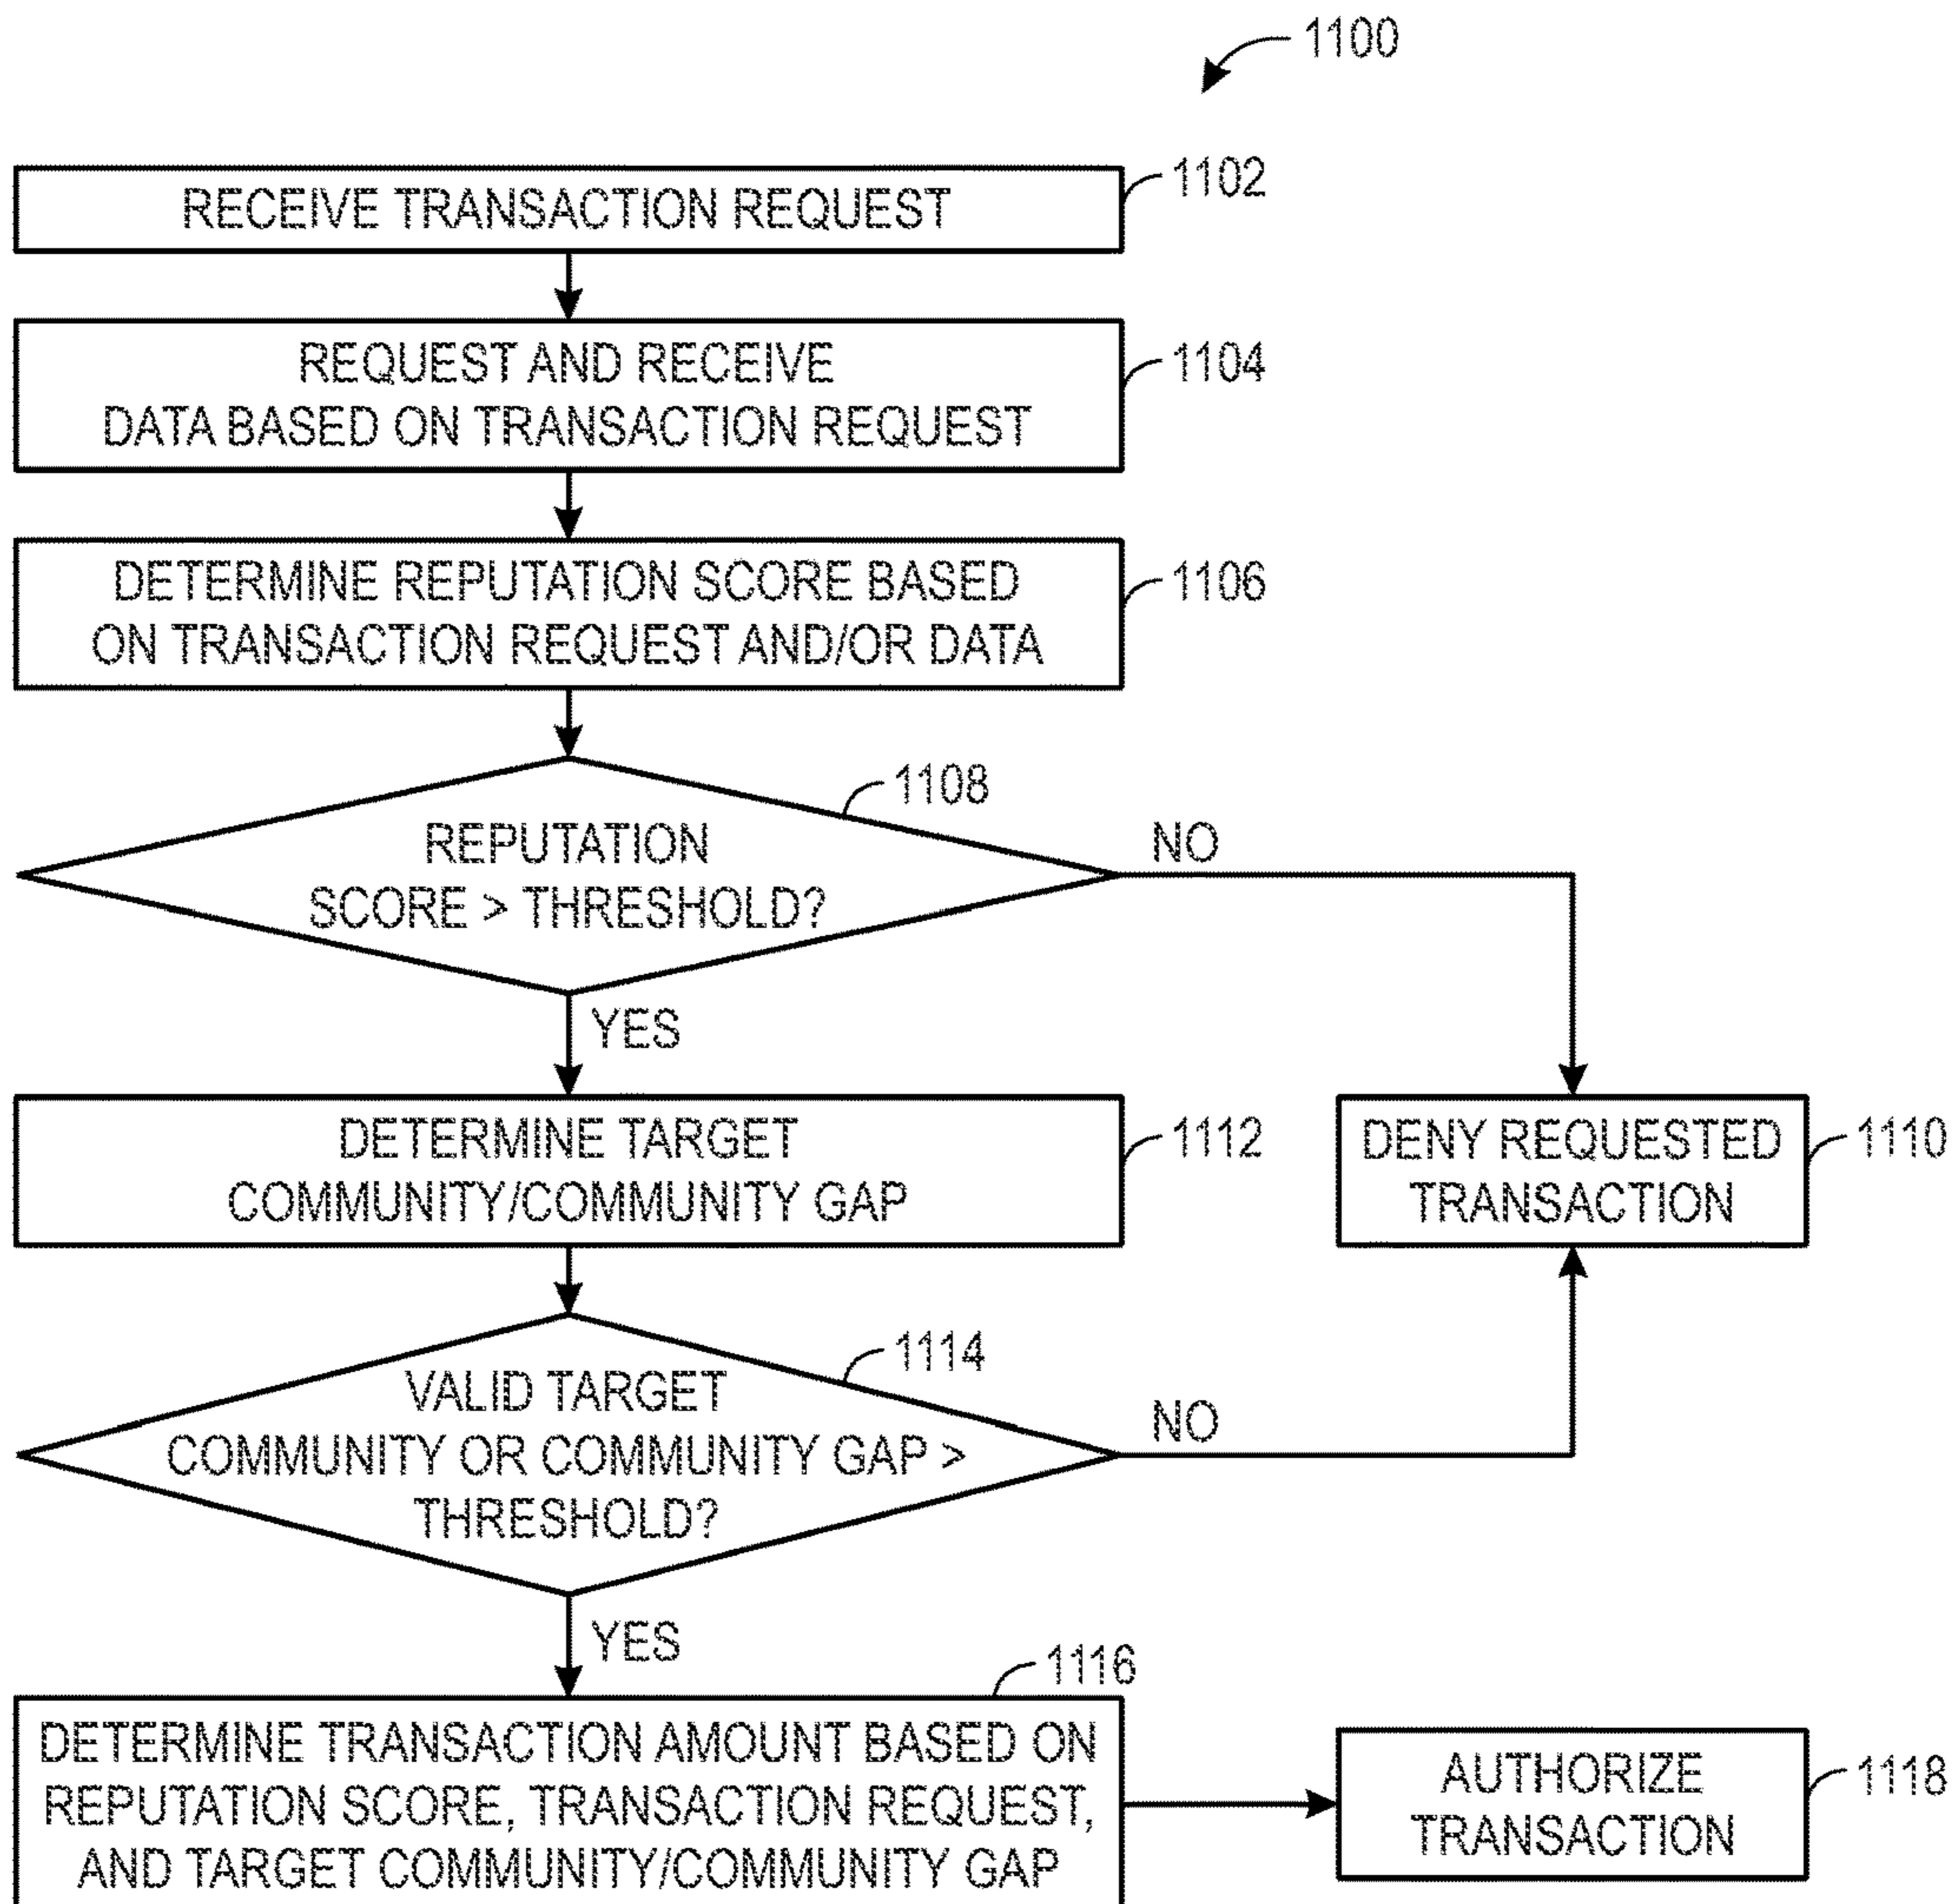 1100
RECEIVE TRANSACTION REQUEST
1102
REQUEST AND RECEIVE
DATA BASED ON TRANSACTION REQUEST
1104
DETERMINE REPUTATION SCORE BASED
ON TRANSACTION REQUEST AND/OR DATA
1106
1108
REPUTATION
SCORE > THRESHOLD?
NO
YES
DETERMINE TARGET
COMMUNITY/COMMUNITY GAP
1112
DENY REQUESTED
TRANSACTION
1110
1114
VALID TARGET
COMMUNITY OR COMMUNITY GAP >
THRESHOLD?
NO
YES
1116
DETERMINE TRANSACTION AMOUNT BASED ON
REPUTATION SCORE, TRANSACTION REQUEST,
AND TARGET COMMUNITY/COMMUNITY GAP
AUTHORIZE
TRANSACTION
1118